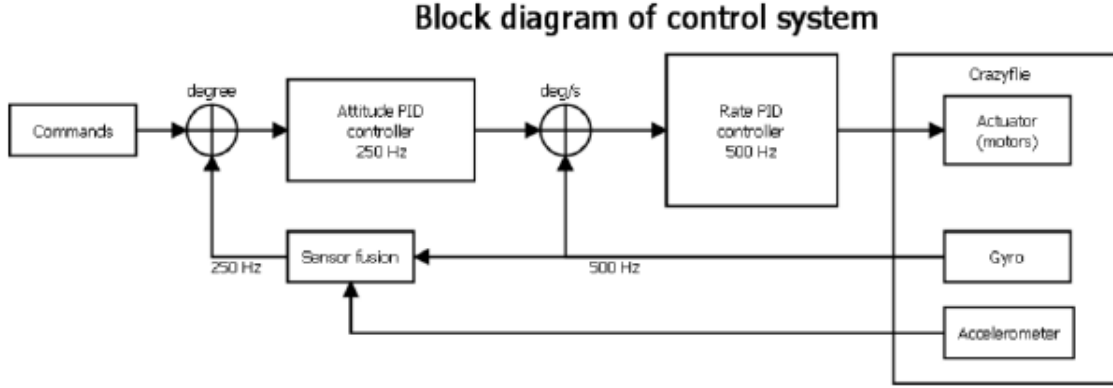 Block diagram of control system
Crazyflie
degree
deg/s
Commands
Attitude PID
controller
250 Hz
Rate PID
controller
500 Hz
Actuator
(motors)
250 Hz
Sensor fusion
500 Hz
Gyro
Accelerometer